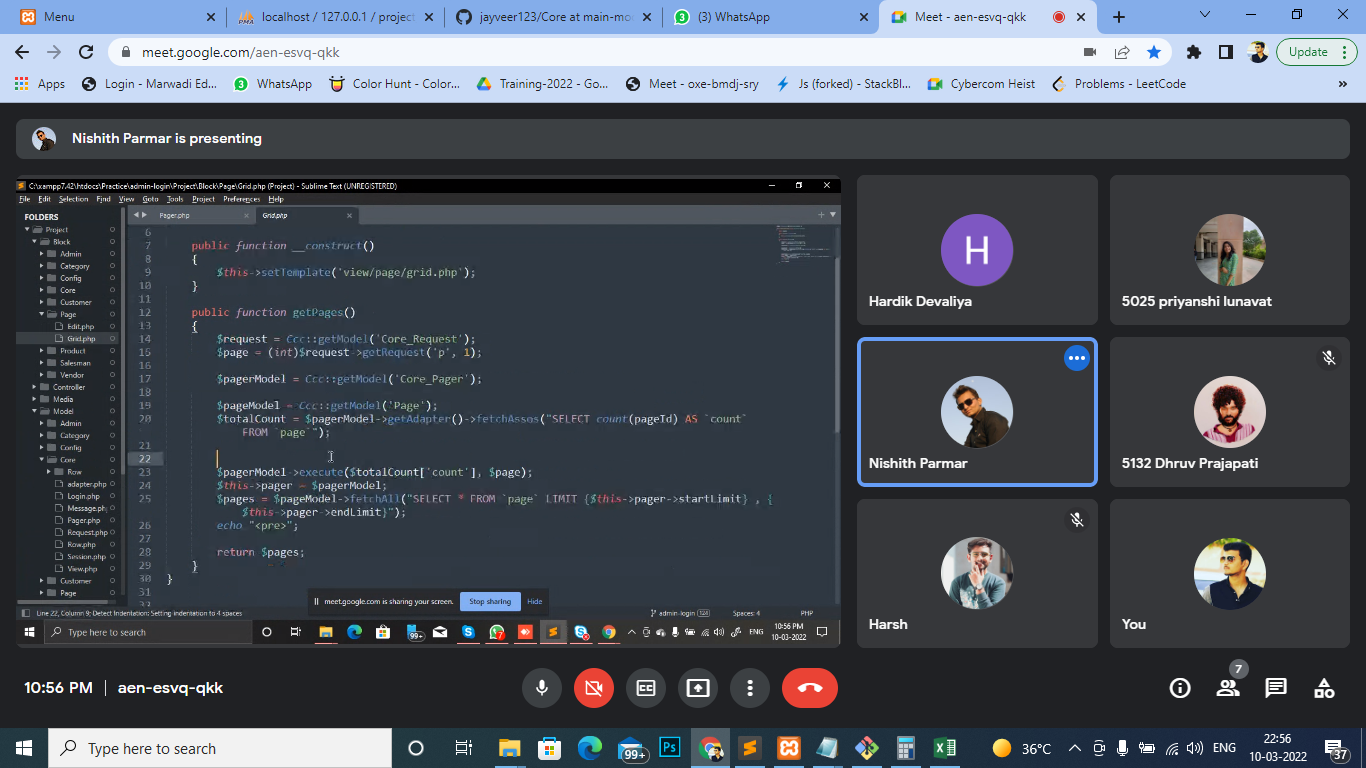 Menu
localhost / 127.0.0.1 / project
jayveer123/Core at main-mo
(3) WhatsApp
Meet - aen-esvq-qkk
meet.google.com/aen-esvq-qkk
Update
Apps
Login - Marwadi Ed...
WhatsApp
Color Hunt - Color...
Training-2022 - Go...
Meet - oxe-bmdj-sry
Js (forked) - StackBl...
Cybercom Heist
Problems - LeetCode
»
Nishith Parmar is presenting
C:\xampp7.42\htdocs\Practice\admin-login\Project\Block\Page\Grid.php (Project) - Sublime Text (UNREGISTERED)
File Edit Selection Find View Goto Tools Project Preferences Help
FOLDERS
Project
Block
Admin
Category
Config
Core
Customer
Page
Edit.php
Grid.php
Product
Salesman
Vendor
Controller
Media
Model
Admin
Category
Config
Core
Row
adapter.php
Login.php
Message.ph
Pager.php
Request.php
Row.php
Session.php
View.php
Customer
Page
Pager.php
Grid.php
6
7 public function __construct()
8 {
9 $this->setTemplate('view/page/grid.php');
10 }
11
12 public function getPages()
13 {
14 $request = Ccc::getModel('Core_Request');
15 $page = (int)$request->getRequest('p', 1);
16
17 $pagerModel = Ccc::getModel('Core_Pager');
18
19 $pageModel = Ccc::getModel('Page');
20 $totalCount = $pagerModel->getAdapter()->fetchAssos("SELECT count(pageId) AS `count`
FROM `page`");
21
22
23 $pagerModel->execute($totalCount['count'], $page);
24 $this->pager = $pagerModel;
25 $pages = $pageModel->fetchAll("SELECT * FROM `page` LIMIT {$this->pager->startLimit} , {
$this->pager->endLimit}");
26 echo "<pre>";
27
28 return $pages;
29 }
30 }
31
meet.google.com is sharing your screen.
Stop sharing
Hide
Line 22, Column 9; Detect Indentation: Setting indentation to 4 spaces
admin-login
Spaces: 4
PHP
Type here to search
99+
7
ENG
10:56 PM
10-03-2022
H
Hardik Devaliya
5025 priyanshi lunavat
Nishith Parmar
5132 Dhruv Prajapati
Harsh
You
10:56 PM | aen-esvq-qkk
CC
7
Type here to search
99+
Ps
36°C
ENG
22:56
10-03-2022
37